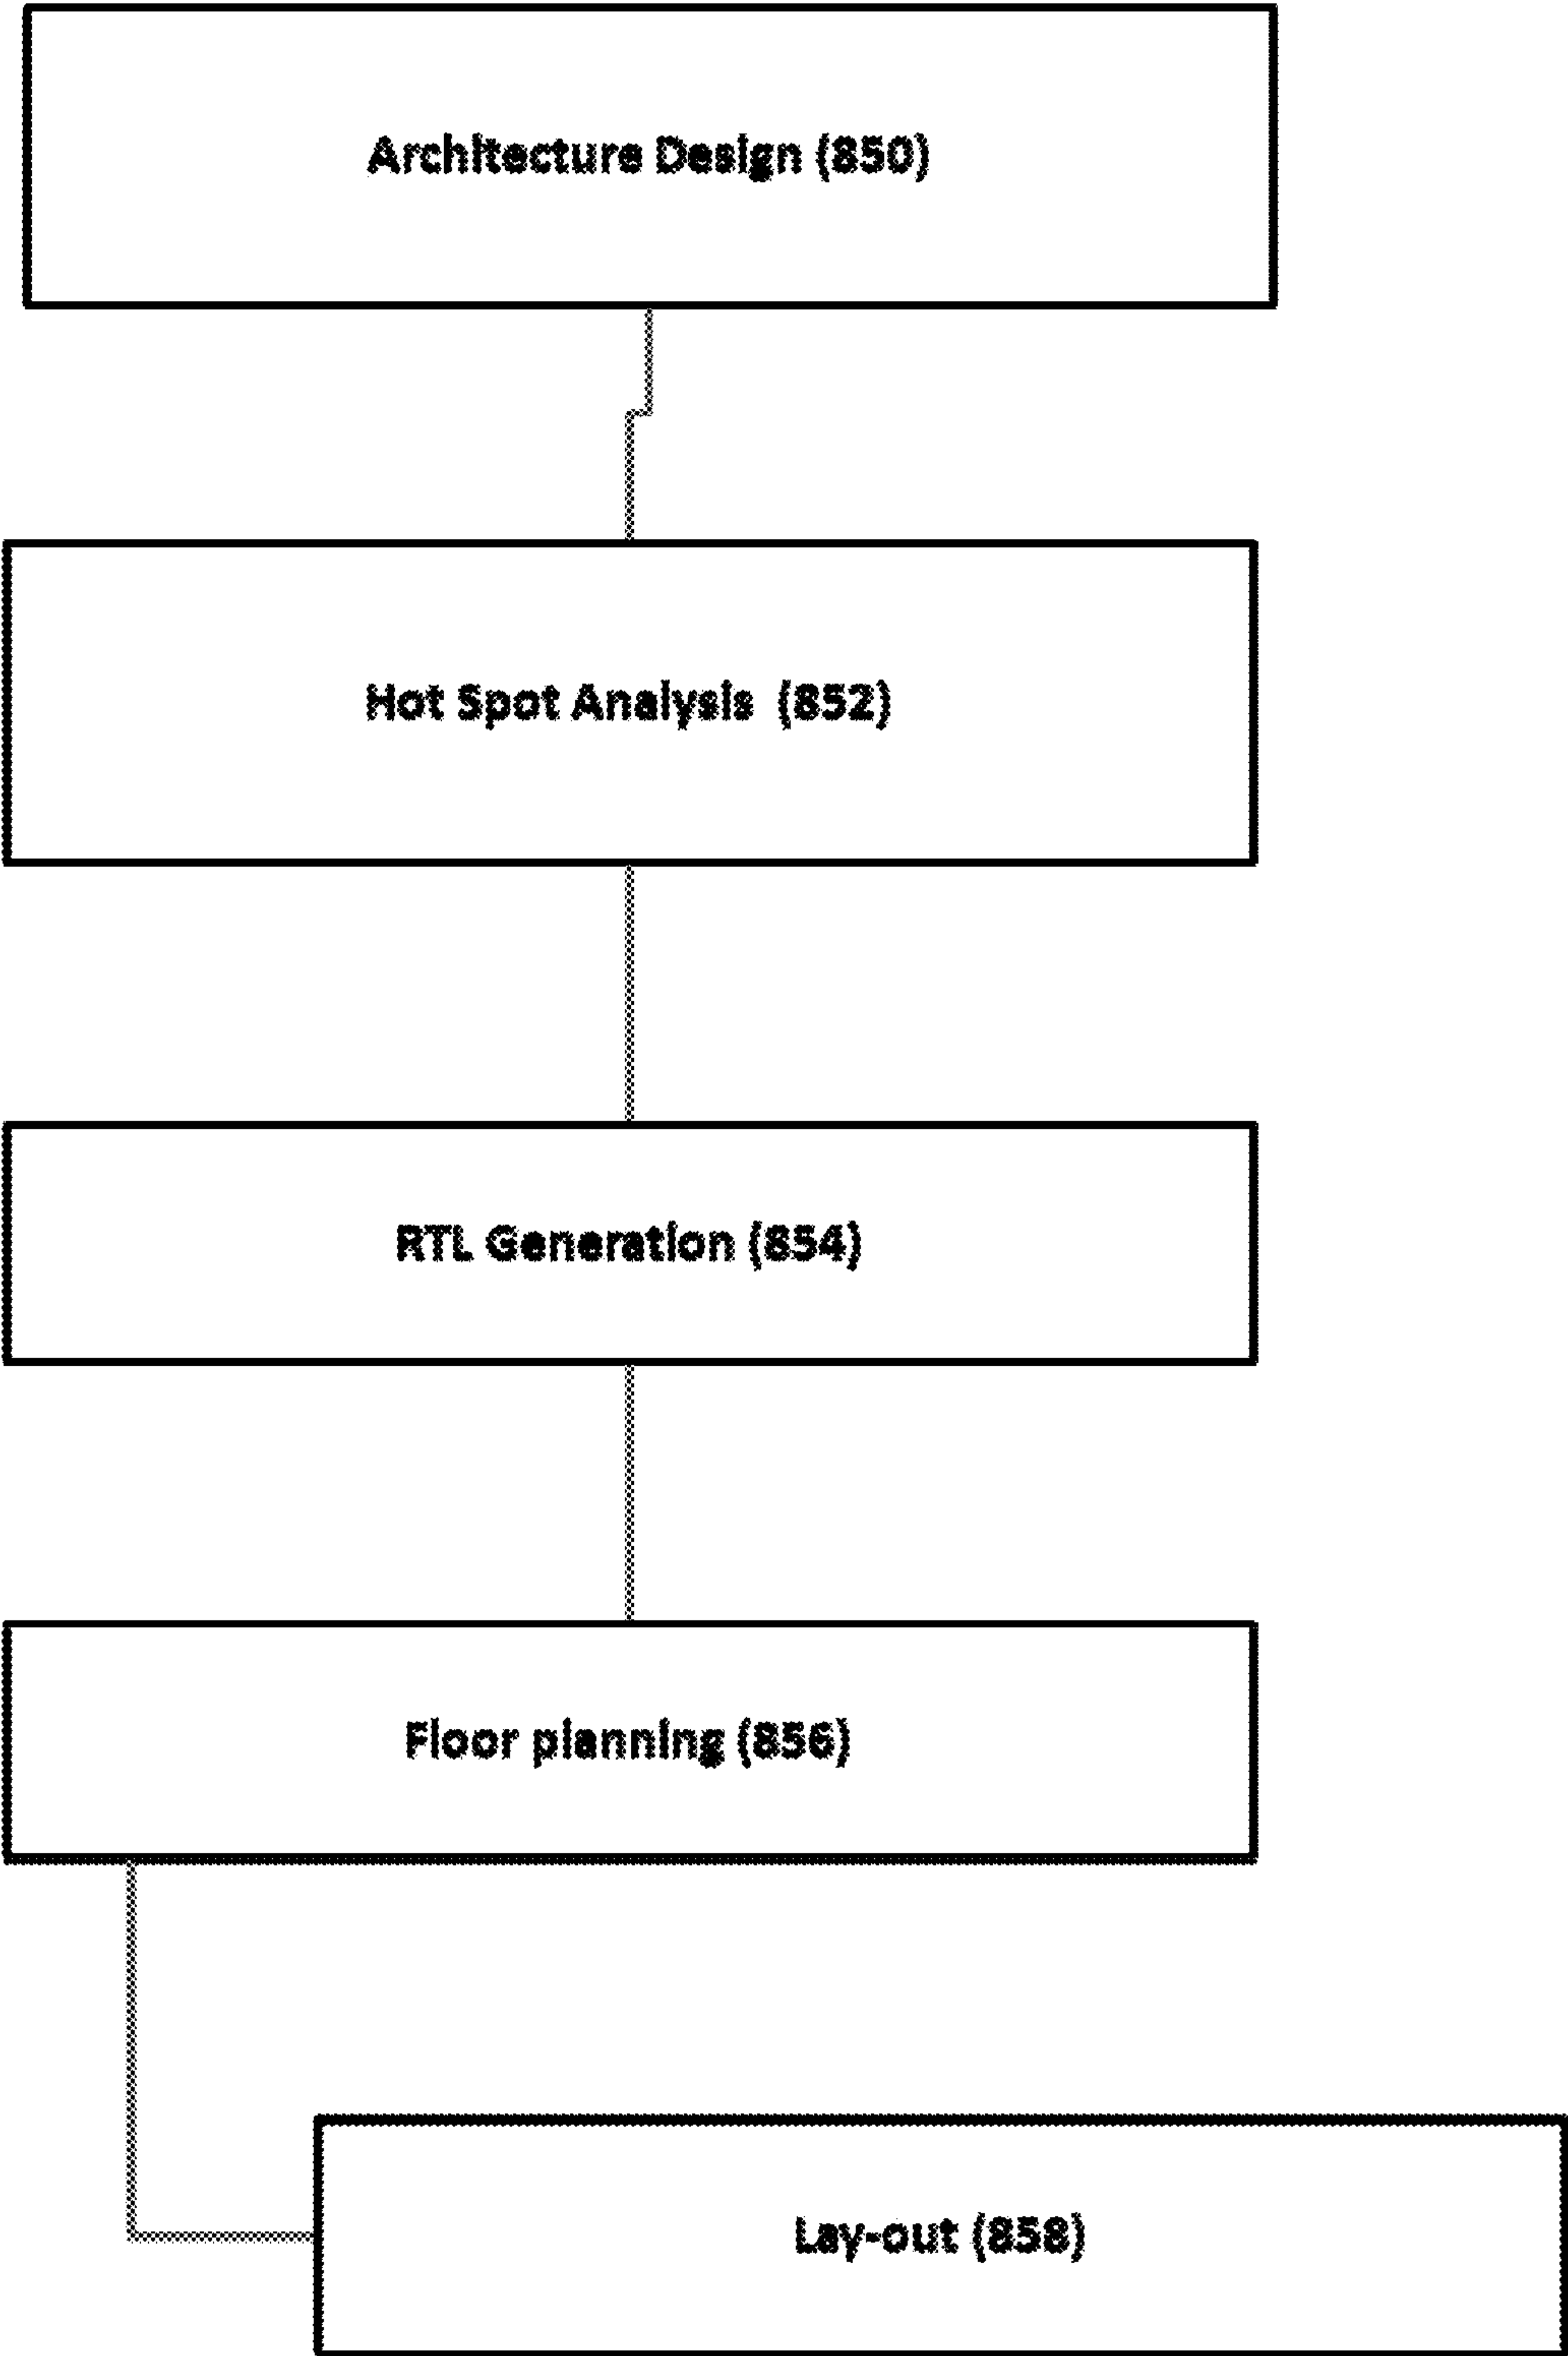 Architecture Design (850)
Hot Spot Analysis (852)
RTL Generation (854)
Floor planning (856)
Lay-out (858)